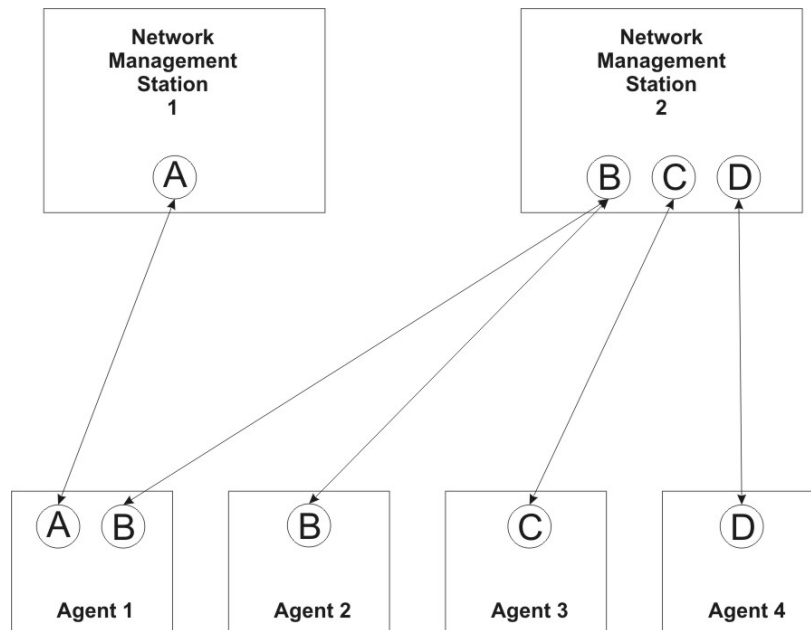 Network
Management
Station
1
A
Network
Management
Station
2
B C D
A B
Agent 1
B
Agent 2
C
Agent 3
D
Agent 4